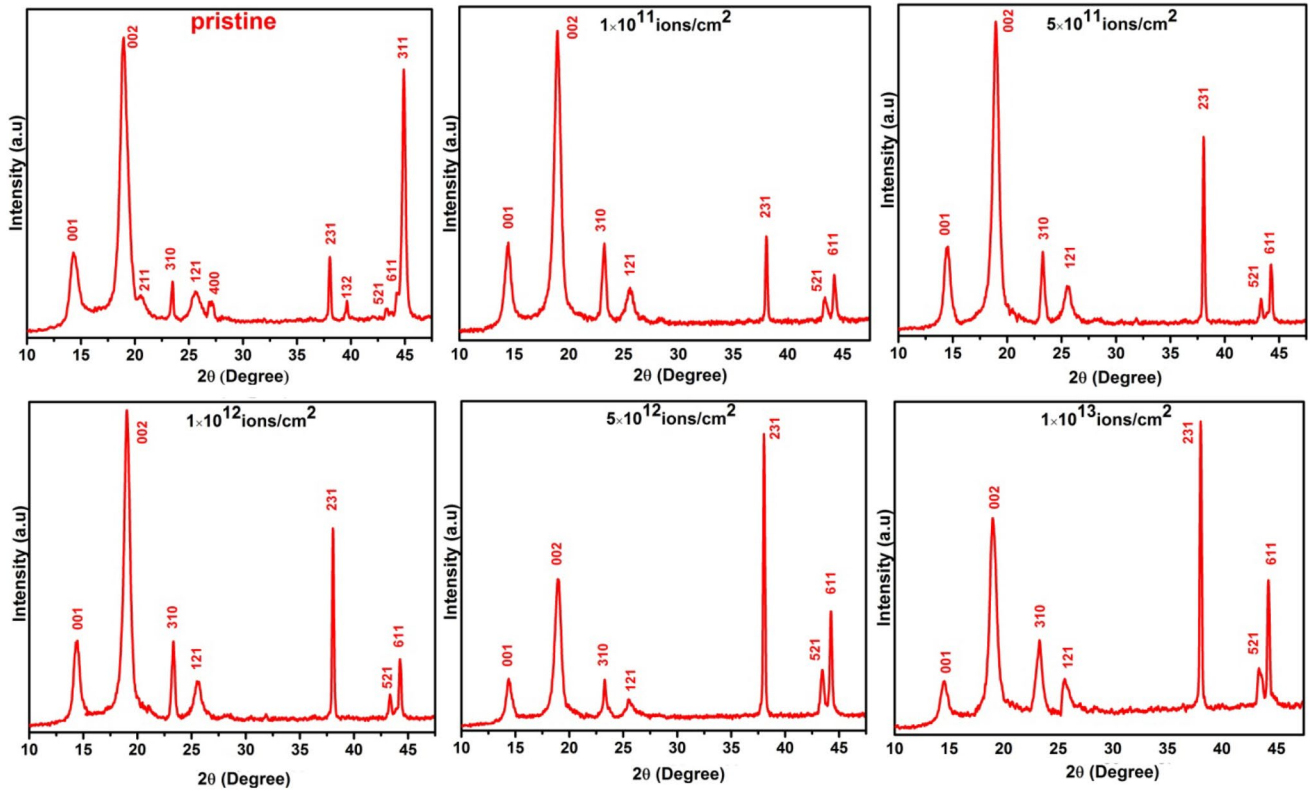 pristine
Intensity (a.u)
001
002
211
310
121
400
231
132
521
611
311
10 15 20 25 30 35 40 45
2θ (Degree)
1×10¹¹ions/cm²
Intensity (a.u)
001
002
310
121
231
521
611
10 15 20 25 30 35 40 45
2θ (Degree)
5×10¹¹ions/cm²
Intensity (a.u)
001
002
310
121
231
521
611
10 15 20 25 30 35 40 45
2θ (Degree)
1×10¹²ions/cm²
Intensity (a.u)
001
002
310
121
231
521
611
10 15 20 25 30 35 40 45
2θ (Degree)
5×10¹²ions/cm²
Intensity (a.u)
001
002
310
121
231
521
611
10 15 20 25 30 35 40 45
2θ (Degree)
1×10¹³ions/cm²
Intensity (a.u)
001
002
310
121
231
521
611
10 15 20 25 30 35 40 45
2θ (Degree)